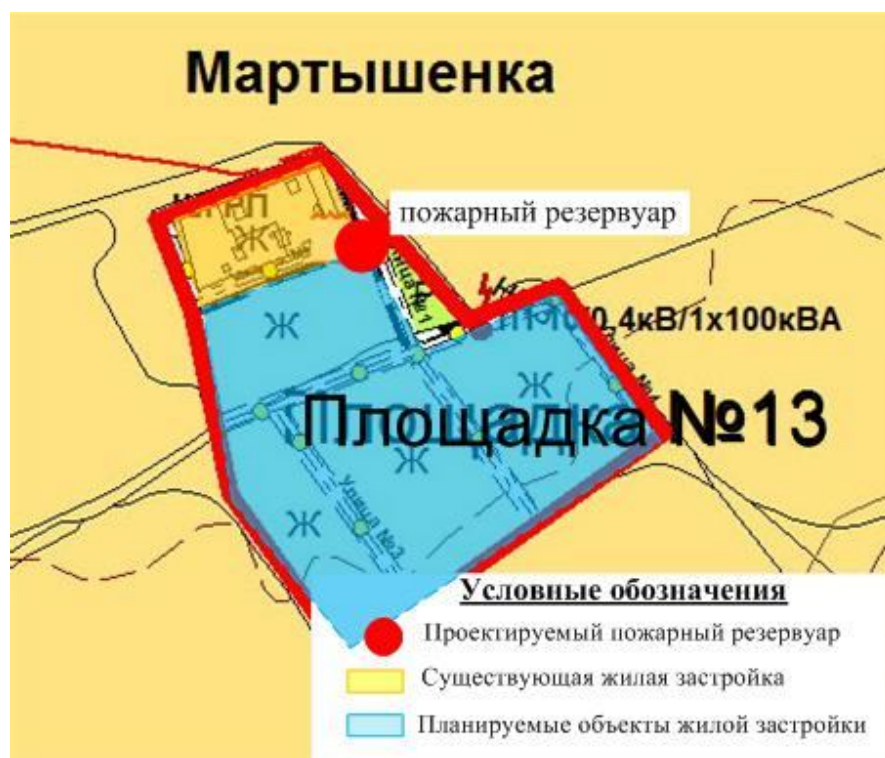 Мартышенка
пожарный резервуар
Ж
Ж
0,4кВ/1х100кВА
Ж
Площадка №13
Ж
Ж
Условные обозначения
Проектируемый пожарный резервуар
Существующая жилая застройка
Планируемые объекты жилой застройки